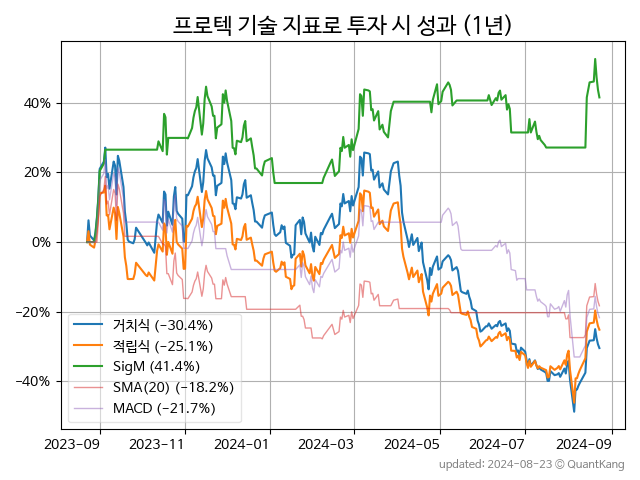 프로텍 기술 지표로 투자 시 성과 (1년)
40%
20%
0%
−20%
−40%
거치식 (−30.4%)
적립식 (−25.1%)
SigM (41.4%)
SMA(20) (−18.2%)
MACD (−21.7%)
2023-09 2023-11 2024-01 2024-03 2024-05 2024-07 2024-09
updated: 2024-08-23 ⓒ QuantKang